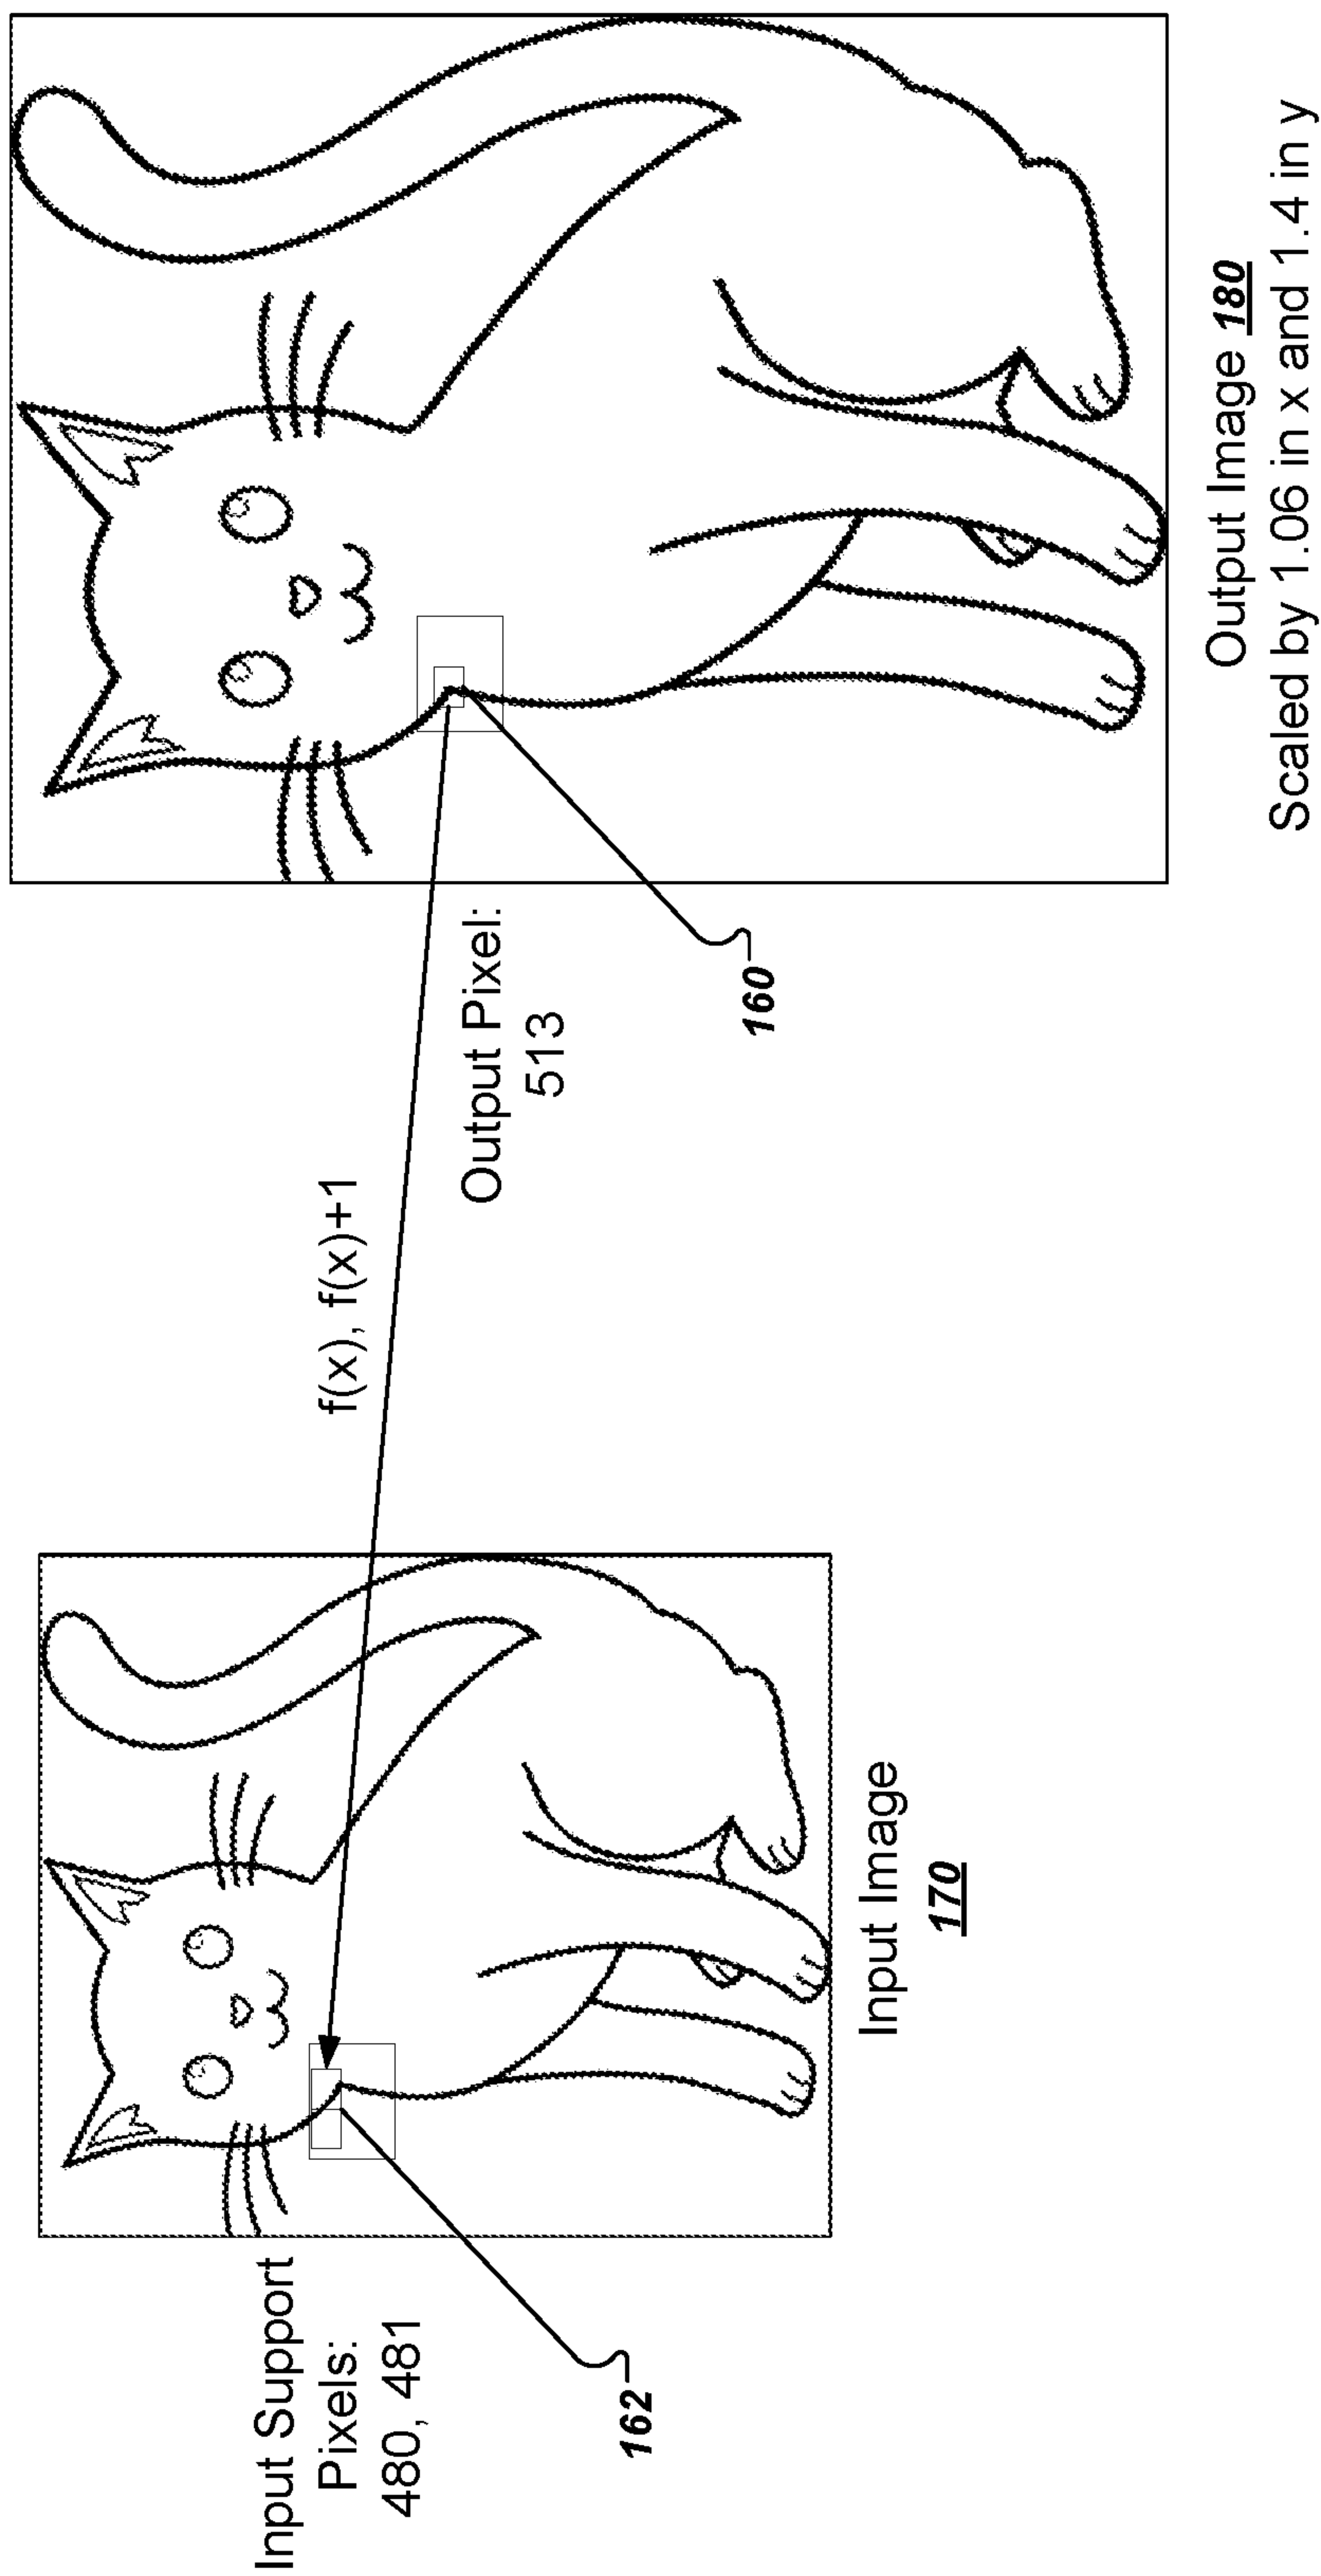 Input Support
Pixels:
480, 481
162
Input Image
170
f(x), f(x)+1
Output Pixel:
513
160
Output Image 180
Scaled by 1.06 in x and 1.4 in y